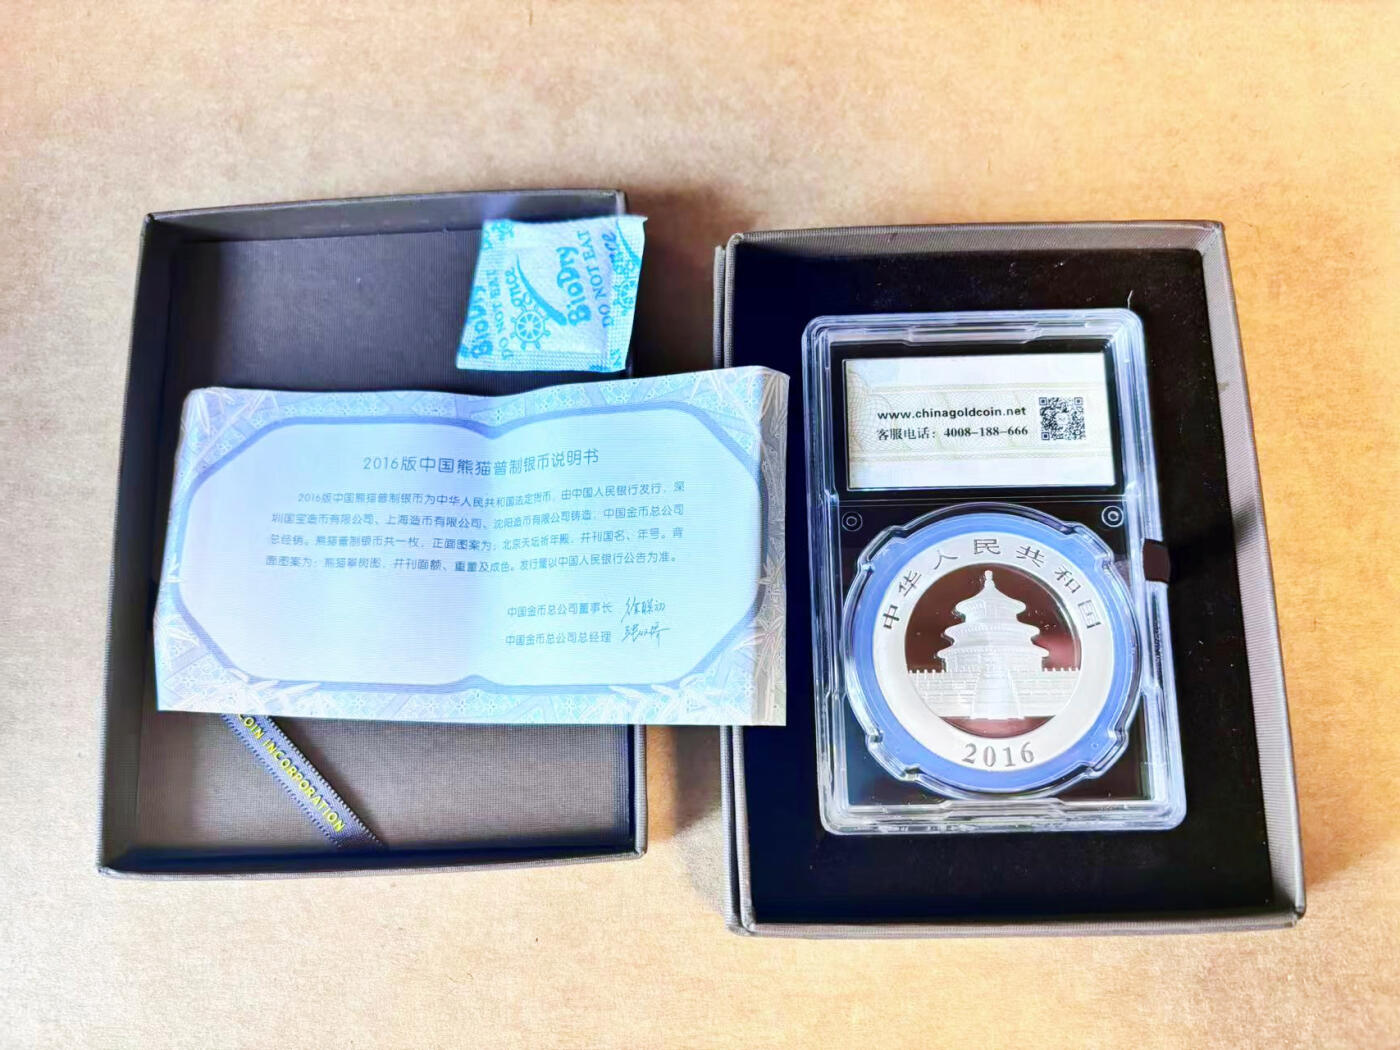 BioDry
DO NOT EAT
BioDry
DO NOT EAT
2016版中国熊猫普制银币说明书
2016版中国熊猫普制银币为中华人民共和国法定货币，由中国人民银行发行，深
圳国宝造币有限公司、上海造币有限公司、沈阳造币有限公司铸造，中国金币总公司
总经销。熊猫普制银币共一枚，正面图案为：北京天坛祈年殿，并刊国名、年号。背
面图案为：熊猫攀树图，并刊面额、重量及成色。发行量以中国人民银行公告为准。
中国金币总公司董事长
中国金币总公司总经理
COIN INCORPORATION
www.chinagoldcoin.net
客服电话：4008-188-666
中华人民共和国
2016